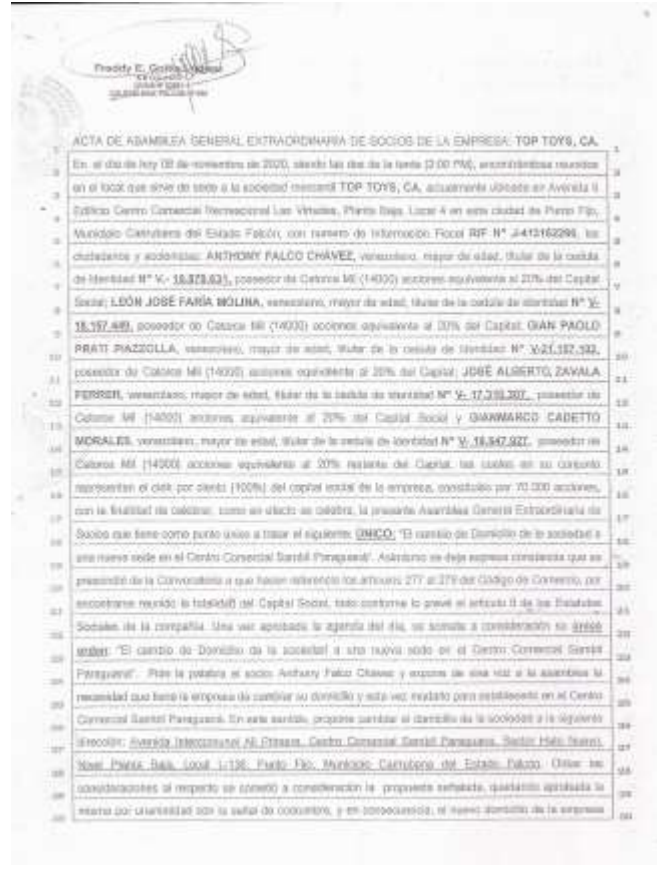 Freddy E.
ACTA DE ASAMBLEA GENERAL EXTRAORDINARIA DE SOCIOS DE LA EMPRESA: TOP TOYS, CA.
En el día de hoy 08 de noviembre de 2020, siendo las dos de la tarde (2:00 PM), encontrándose reunidos
en el local que sirve de sede a la sociedad mercantil TOP TOYS, CA, actualmente ubicada en Avenida
Edificio Centro Comercial Recreacional Las Virtudes, Planta Baja, Local 4 en esta ciudad de Punto Fijo,
Municipio Carirubana del Estado Falcón, con numero de Información Fiscal RIF N° los
ciudadanos y accionistas: ANTHONY FALCO CHÁVEZ, venezolano, mayor de edad, titular de la cedula
de Identidad N° V.- poseedor de Catorce Mil (14000) acciones equivalente al 20% del Capital
Social; LEÓN JOSÉ FARÍA MOLINA, venezolano, mayor de edad, titular de la cedula de identidad N° V-
poseedor de Catorce Mil (14000) acciones equivalente al 20% del Capital; GIAN PAOLO
PRATI PIAZZOLLA, venezolano, mayor de edad, titular de la cedula de Identidad N°
poseedor de Catorce Mil (14000) acciones equivalente al 20% del Capital; JOSÉ ALBERTO ZAVALA
FERRER, venezolano, mayor de edad, titular de la cedula de identidad N° poseedor de
Catorce Mil (14000) acciones equivalente al 20% del Capital Social y GIANMARCO CADETTO
MORALES, venezolano, mayor de edad, titular de la cedula de identidad N° poseedor de
Catorce Mil (14000) acciones equivalente al 20% restante del Capital, las cuales en su conjunto
representan el cien por ciento (100%) del capital social de la empresa, constituido por 70.000 acciones,
con la finalidad de celebrar, como en efecto se celebra, la presente Asamblea General Extraordinaria de
Socios que tiene como punto único a tratar el siguiente: ÚNICO: "El cambio de Domicilio de la sociedad a
una nueva sede en el Centro Comercial Sambil Paraguaná". Asimismo se deja expresa constancia que se
prescindió de la Convocatoria a que hacen referencia los artículos 277 al 279 del Código de Comercio, por
encontrarse reunido la totalidad del Capital Social, todo conforme lo prevé el artículo 8 de los Estatutos
Sociales de la compañía. Una vez aprobada la agenda del día, se somete a consideración su único
orden: "El cambio de Domicilio de la sociedad a una nueva sede en el Centro Comercial Sambil
Paraguaná". Pide la palabra el socio Anthony Falco Chávez y expone de viva voz a la asamblea la
necesidad que tiene la empresa de cambiar su domicilio y esta vez mudarlo para establecerlo en el Centro
Comercial Sambil Paraguaná. En este sentido, propone cambiar el domicilio de la sociedad a la siguiente
dirección: Avenida Intercomunal Alí Primera, Centro Comercial Sambil Paraguaná, Sector Hato Nuevo,
Nivel Planta Baja, Local L-138, Punto Fijo, Municipio Carirubana del Estado Falcón. Oídas las
consideraciones al respecto se sometió a consideración la propuesta señalada, quedando aprobada la
misma por unanimidad con la señal de costumbre, y en consecuencia, el nuevo domicilio de la empresa